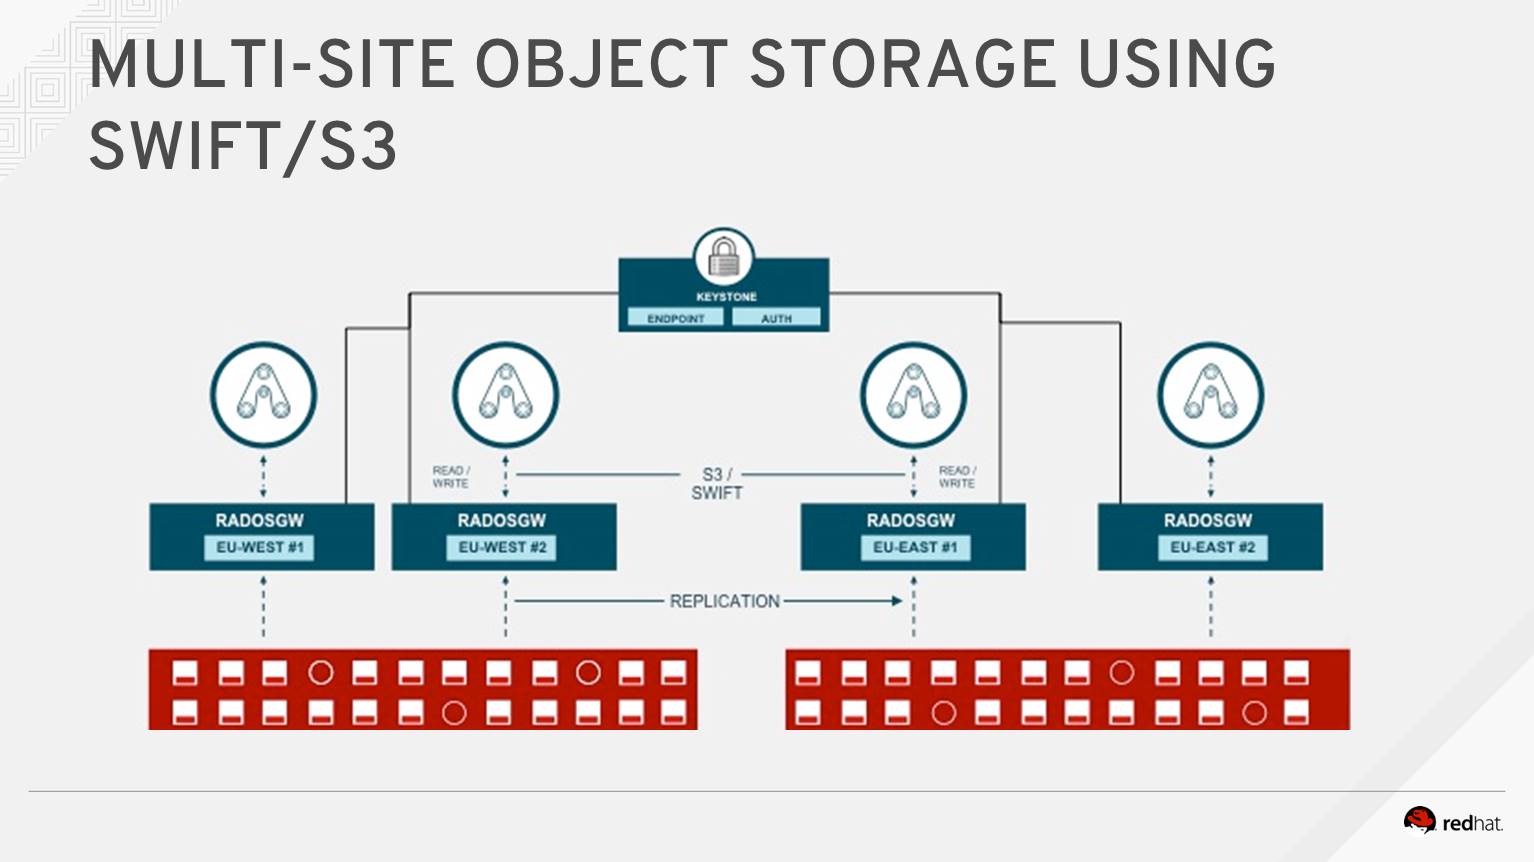 MULTI-SITE OBJECT STORAGE USING
SWIFT/S3
KEYSTONE
ENDPOINT
AUTH
READ /
WRITE
S3 /
SWIFT
READ /
WRITE
RADOSGW
EU-WEST #1
RADOSGW
EU-WEST #2
RADOSGW
EU-EAST #1
RADOSGW
EU-EAST #2
REPLICATION
redhat.